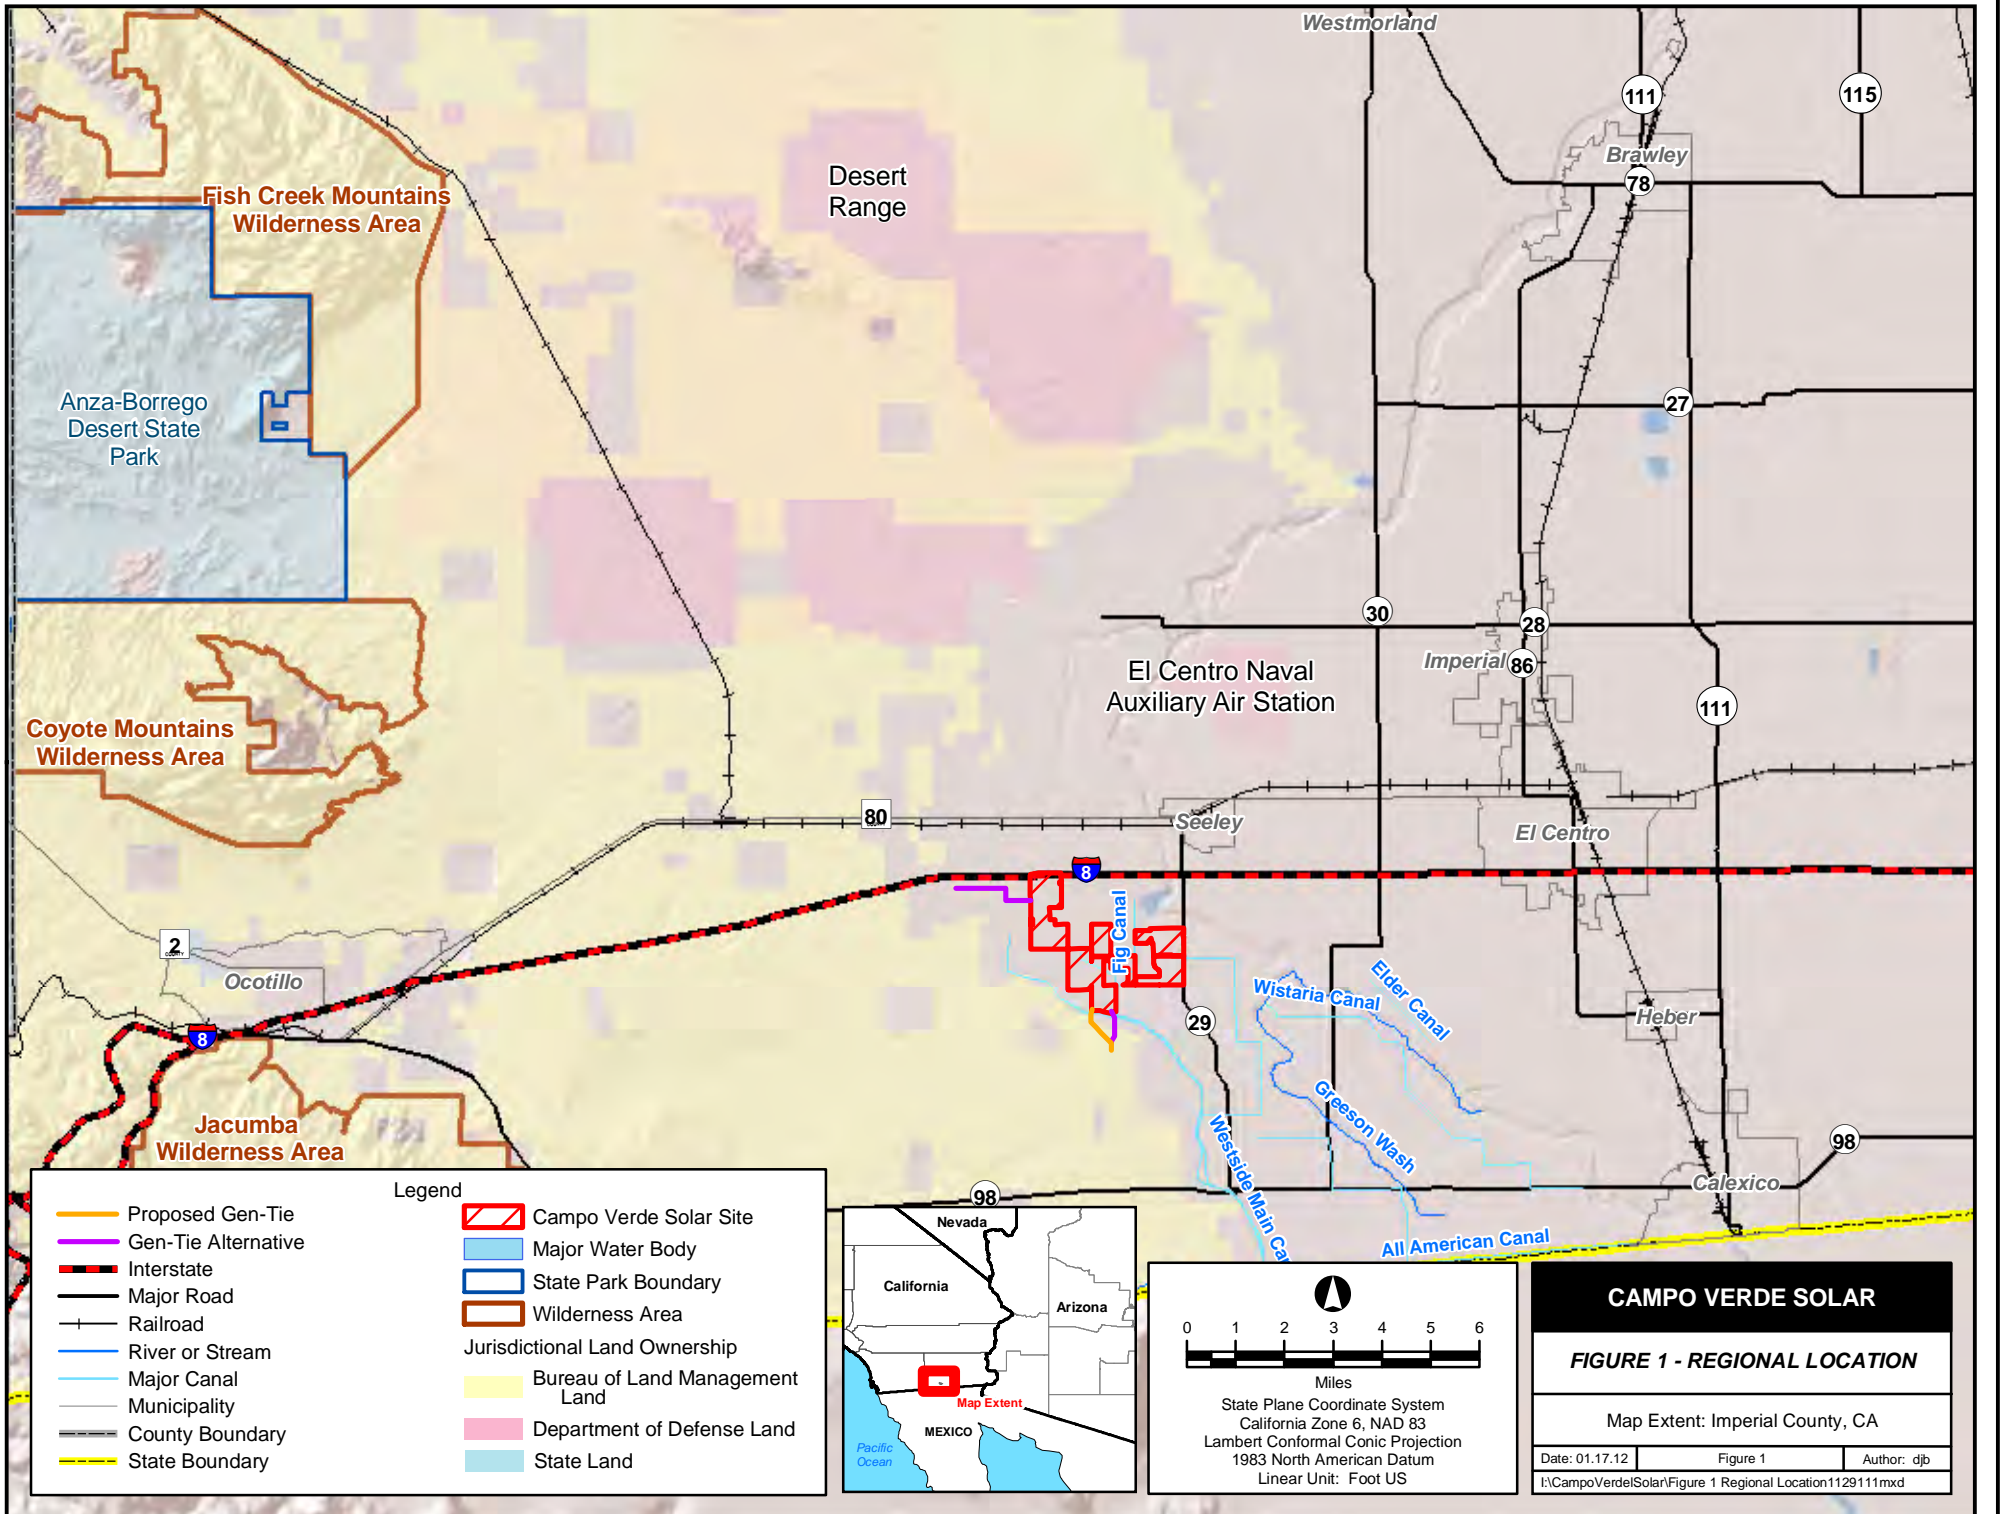 Westmorland
111
115
Brawley
78
Desert
Range
Fish Creek Mountains
Wilderness Area
Anza-Borrego
Desert State
Park
27
30
28
Imperial
86
El Centro Naval
Auxiliary Air Station
111
Coyote Mountains
Wilderness Area
80
Seeley
El Centro
8
Fig Canal
2
COUNTY
Ocotillo
8
Wistaria Canal
Elder Canal
29
Heber
Greeson Wash
Jacumba
Wilderness Area
Westside Main Ca
98
98
Calexico
All American Canal
Legend
Proposed Gen-Tie
Gen-Tie Alternative
Interstate
Major Road
Railroad
River or Stream
Major Canal
Municipality
County Boundary
State Boundary
Campo Verde Solar Site
Major Water Body
State Park Boundary
Wilderness Area
Jurisdictional Land Ownership
Bureau of Land Management
Land
Department of Defense Land
State Land
Nevada
California
Arizona
Map Extent
MEXICO
Pacific
Ocean
0 1 2 3 4 5 6
Miles
State Plane Coordinate System
California Zone 6, NAD 83
Lambert Conformal Conic Projection
1983 North American Datum
Linear Unit: Foot US
CAMPO VERDE SOLAR
FIGURE 1 - REGIONAL LOCATION
Map Extent: Imperial County, CA
Date: 01.17.12
Figure 1
Author: djb
I:\CampoVerdelSolar\Figure 1 Regional Location1129111mxd